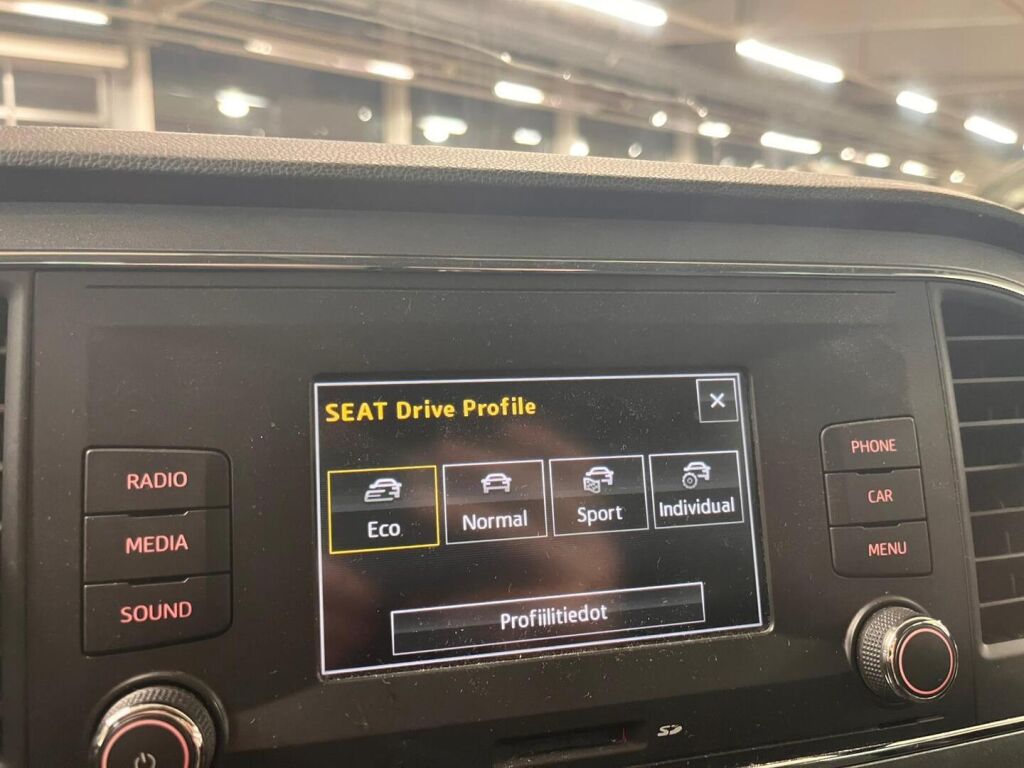 SEAT Drive Profile
Eco
Normal
Sport
Individual
Profiilitiedot
RADIO
MEDIA
SOUND
PHONE
CAR
MENU
SD